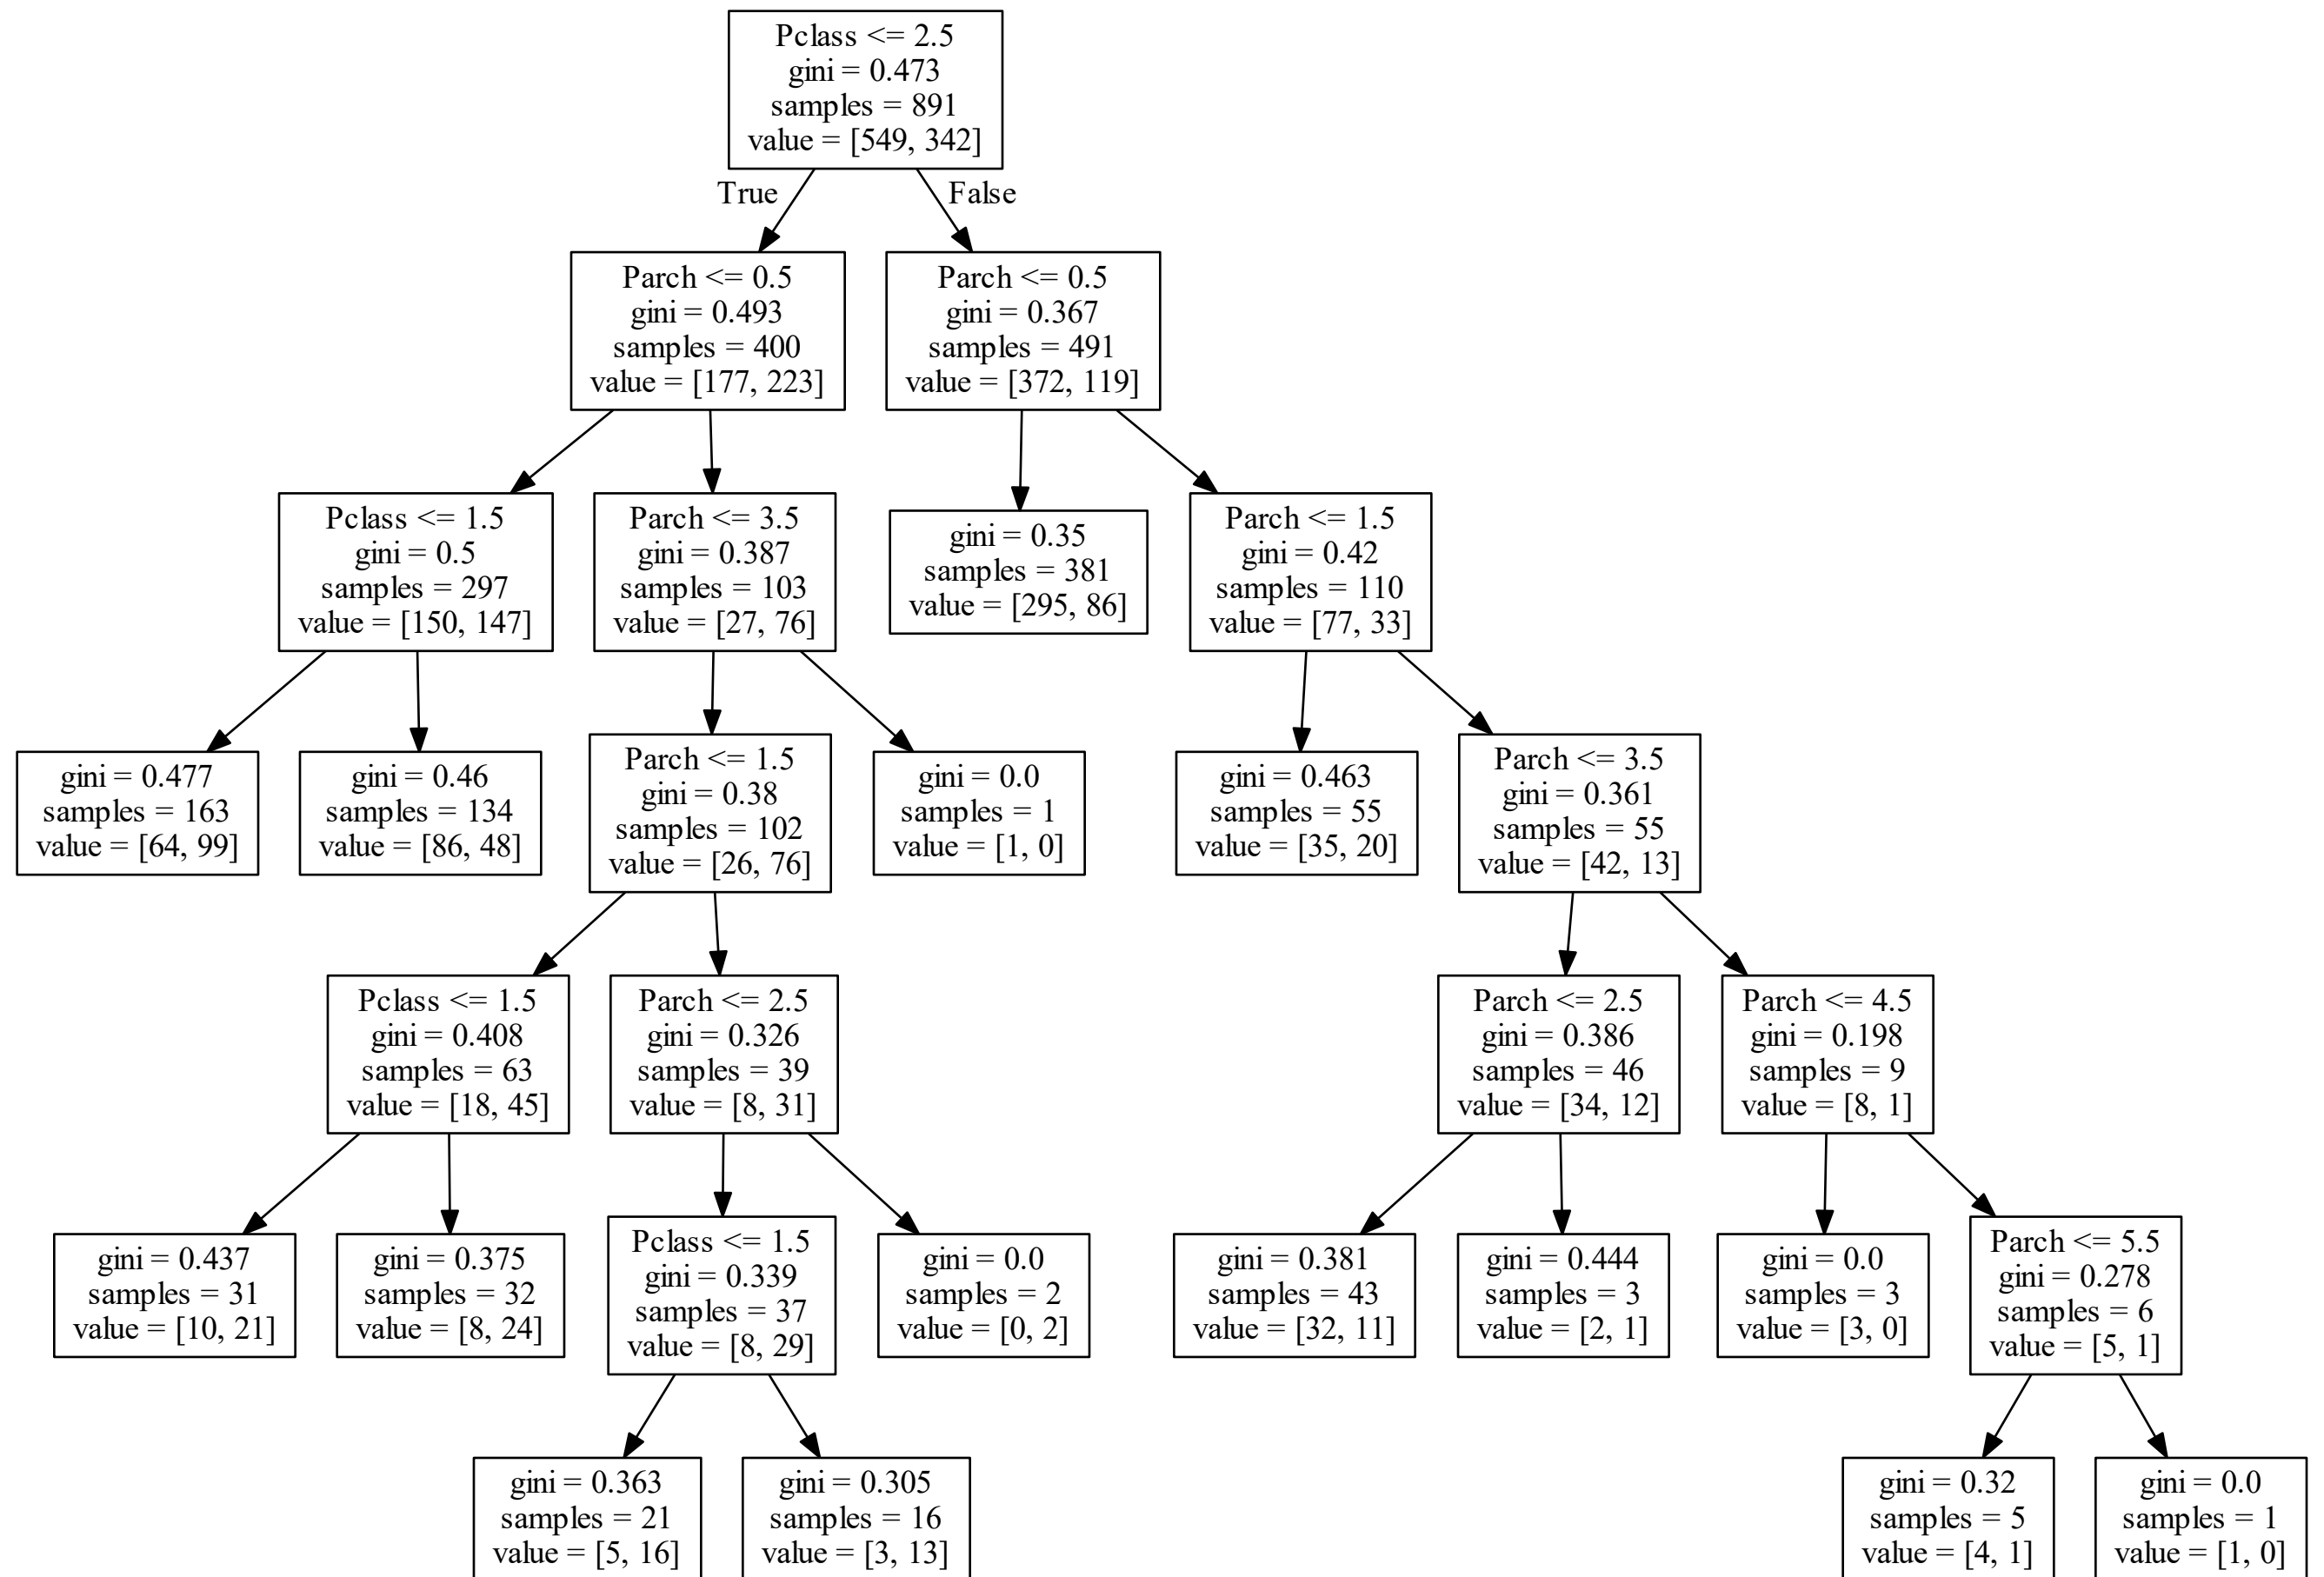 Pclass <= 2.5
gini = 0.473
samples = 891
value = [549, 342]
True
False
Parch <= 0.5
gini = 0.493
samples = 400
value = [177, 223]
Parch <= 0.5
gini = 0.367
samples = 491
value = [372, 119]
Pclass <= 1.5
gini = 0.5
samples = 297
value = [150, 147]
Parch <= 3.5
gini = 0.387
samples = 103
value = [27, 76]
gini = 0.35
samples = 381
value = [295, 86]
Parch <= 1.5
gini = 0.42
samples = 110
value = [77, 33]
gini = 0.477
samples = 163
value = [64, 99]
gini = 0.46
samples = 134
value = [86, 48]
Parch <= 1.5
gini = 0.38
samples = 102
value = [26, 76]
gini = 0.0
samples = 1
value = [1, 0]
gini = 0.463
samples = 55
value = [35, 20]
Parch <= 3.5
gini = 0.361
samples = 55
value = [42, 13]
Pclass <= 1.5
gini = 0.408
samples = 63
value = [18, 45]
Parch <= 2.5
gini = 0.326
samples = 39
value = [8, 31]
Parch <= 2.5
gini = 0.386
samples = 46
value = [34, 12]
Parch <= 4.5
gini = 0.198
samples = 9
value = [8, 1]
gini = 0.437
samples = 31
value = [10, 21]
gini = 0.375
samples = 32
value = [8, 24]
Pclass <= 1.5
gini = 0.339
samples = 37
value = [8, 29]
gini = 0.0
samples = 2
value = [0, 2]
gini = 0.381
samples = 43
value = [32, 11]
gini = 0.444
samples = 3
value = [2, 1]
gini = 0.0
samples = 3
value = [3, 0]
Parch <= 5.5
gini = 0.278
samples = 6
value = [5, 1]
gini = 0.363
samples = 21
value = [5, 16]
gini = 0.305
samples = 16
value = [3, 13]
gini = 0.32
samples = 5
value = [4, 1]
gini = 0.0
samples = 1
value = [1, 0]